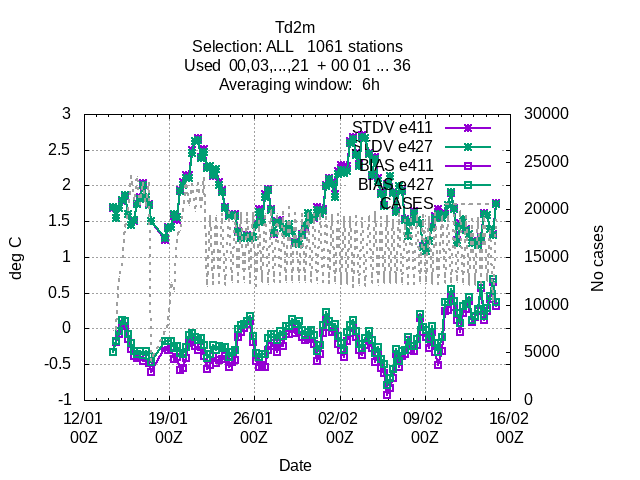 Td2m
Selection: ALL   1061 stations
Used  00,03,...,21  + 00 01 ... 36
Averaging window:  6h
deg C
3
2.5
2
1.5
1
0.5
0
-0.5
-1
STDV e411
STDV e427
BIAS e411
BIAS e427
CASES
30000
25000
20000
15000
10000
5000
0
No cases
12/01 00Z
19/01 00Z
26/01 00Z
02/02 00Z
09/02 00Z
16/02 00Z
Date